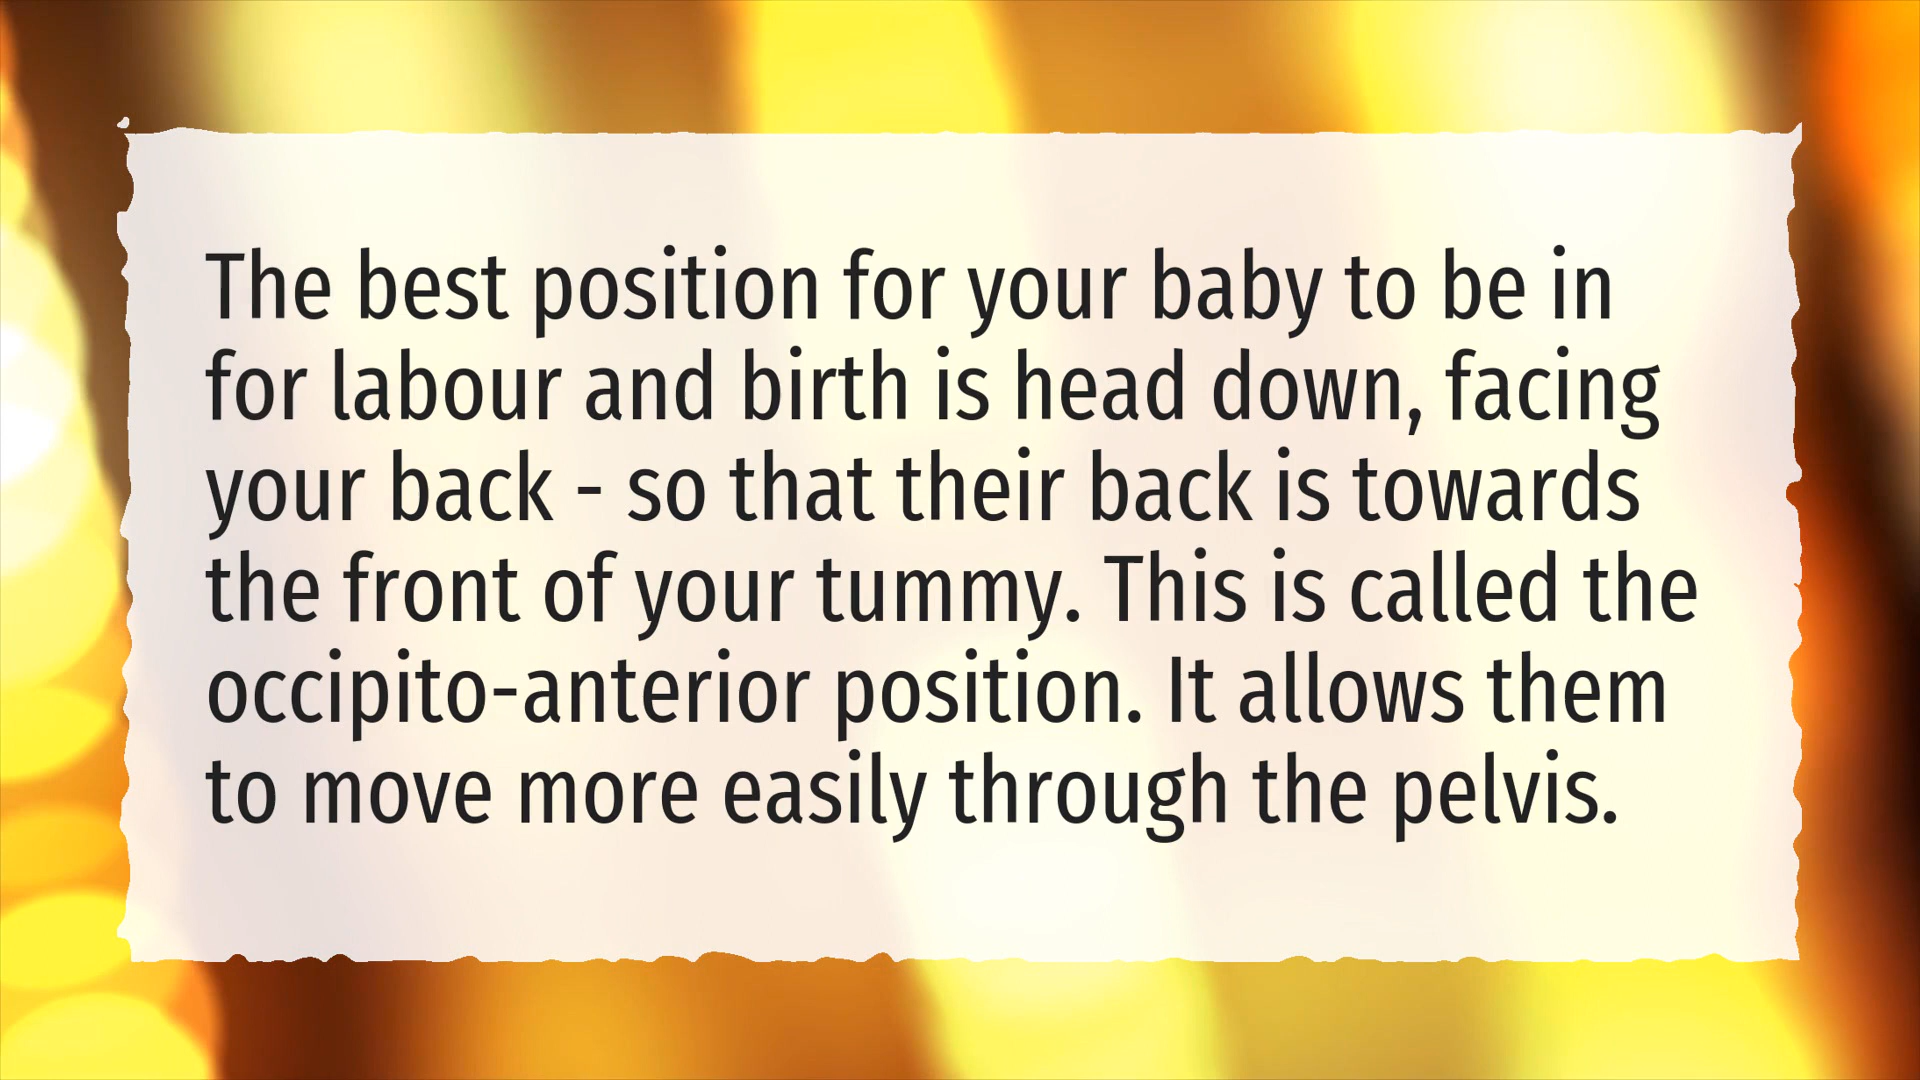 The best position for your baby to be in
for labour and birth is head down, facing
your back - so that their back is towards
the front of your tummy. This is called the
occipito-anterior position. It allows them
to move more easily through the pelvis.